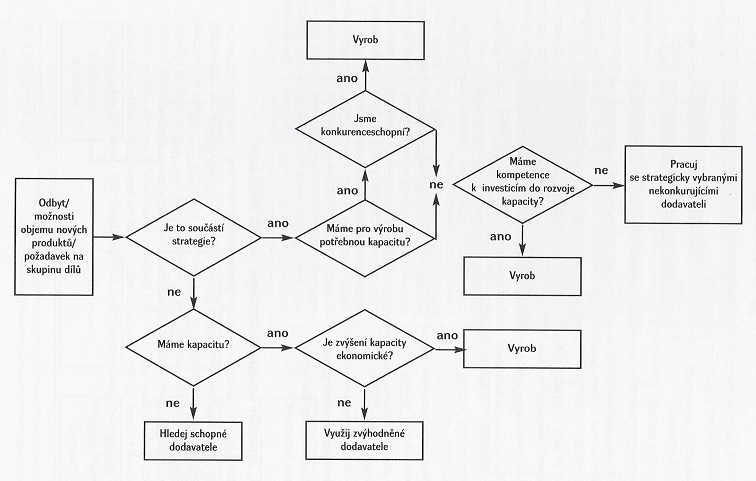 Vyrob
ano
Jsme
konkurenceschopní?
ano
ne
Máme
kompetence
k investicím do rozvoje
kapacity?
ne
Pracuj
se strategicky vybranými
nekonkurujícími
dodavateli
ano
Vyrob
Odbyt/
možnosti
objemu nových
produktů/
požadavek na
skupinu dílů
Je to součástí
strategie?
ano
Máme pro výrobu
potřebnou kapacitu?
ne
Máme kapacitu?
ano
Je zvýšení kapacity
ekonomické?
ano
Vyrob
ne
Hledej schopné
dodavatele
ne
Využij zvýhodněné
dodavatele